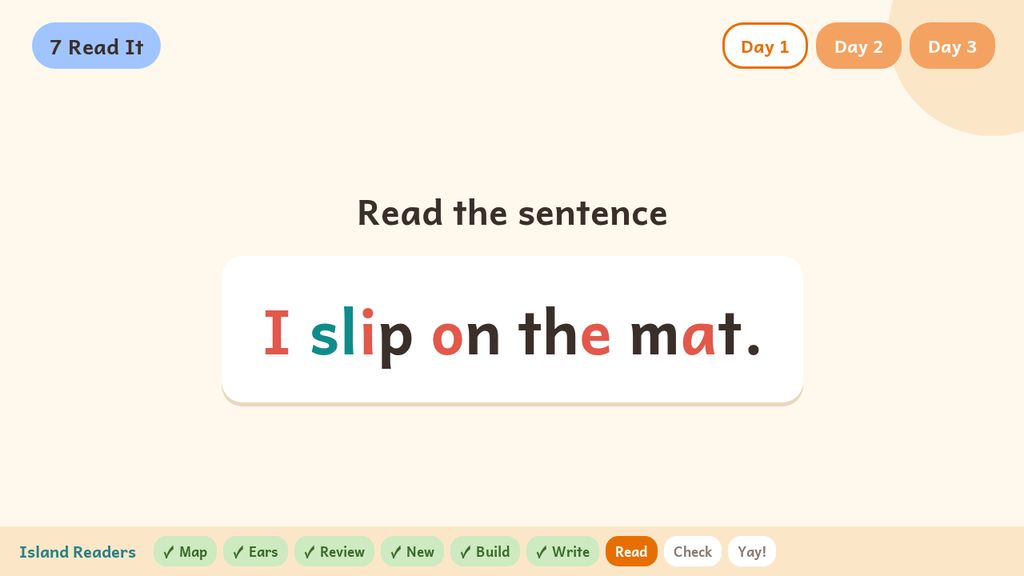 7 Read It
Day 1 Day 2 Day 3
Read the sentence
I slip on the mat.
Island Readers ✓ Map ✓ Ears ✓ Review ✓ New ✓ Build ✓ Write Read Check Yay!